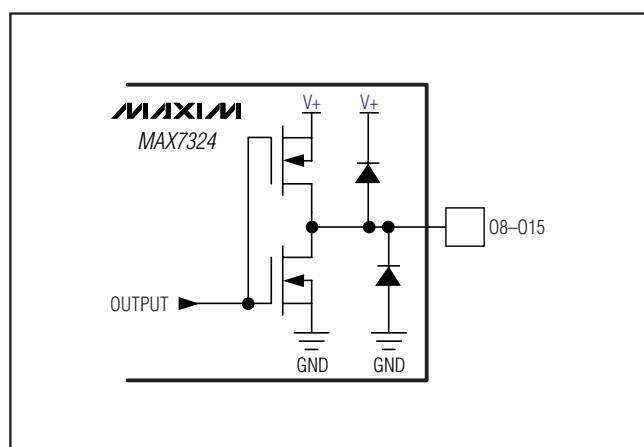 V+ V+
MAXIM
MAX7324
O8–O15
OUTPUT
GND GND